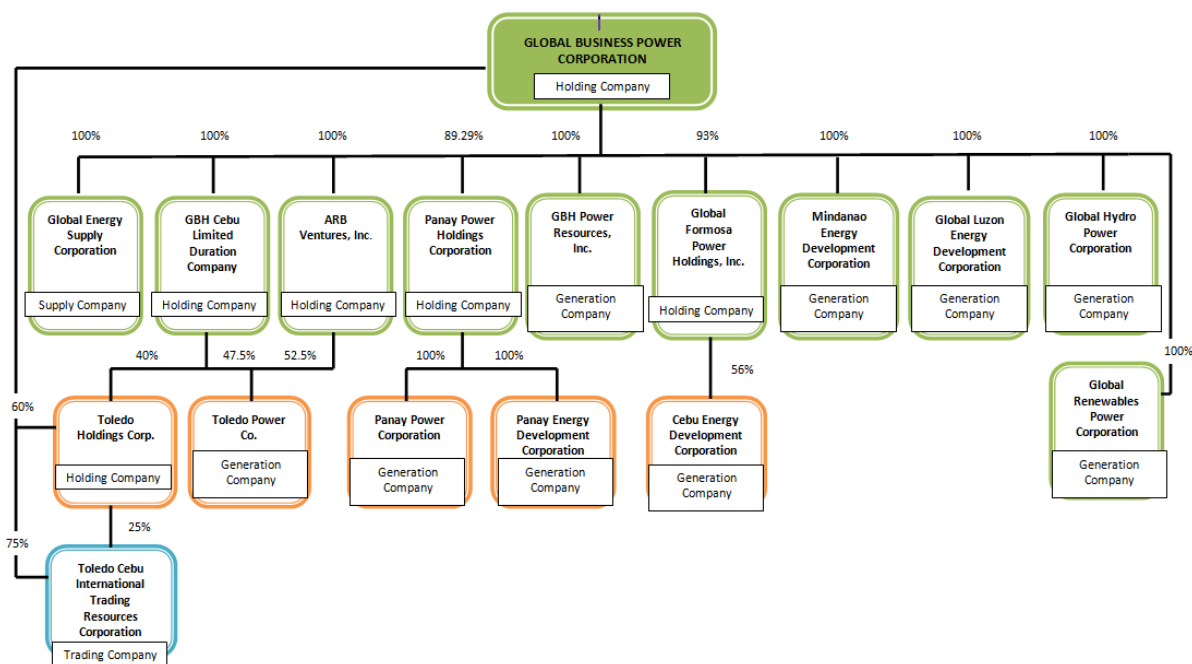 GLOBAL BUSINESS POWER
CORPORATION
Holding Company
100%
100%
100%
89.29%
100%
93%
100%
100%
100%
Global Energy
Supply
Corporation
Supply Company
GBH Cebu
Limited
Duration
Company
Holding Company
ARB
Ventures, Inc.
Holding Company
Panay Power
Holdings
Corporation
Holding Company
GBH Power
Resources,
Inc.
Generation
Company
Global
Formosa
Power
Holdings, Inc.
Holding Company
Mindanao
Energy
Development
Corporation
Generation
Company
Global Luzon
Energy
Development
Corporation
Generation
Company
Global Hydro
Power
Corporation
Generation
Company
40%
47.5%
52.5%
100%
100%
56%
100%
60%
Toledo
Holdings Corp.
Holding Company
Toledo Power
Co.
Generation
Company
Panay Power
Corporation
Generation
Company
Panay Energy
Development
Corporation
Generation
Company
Cebu Energy
Development
Corporation
Generation
Company
Global
Renewables
Power
Corporation
Generation
Company
25%
75%
Toledo Cebu
International
Trading
Resources
Corporation
Trading Company